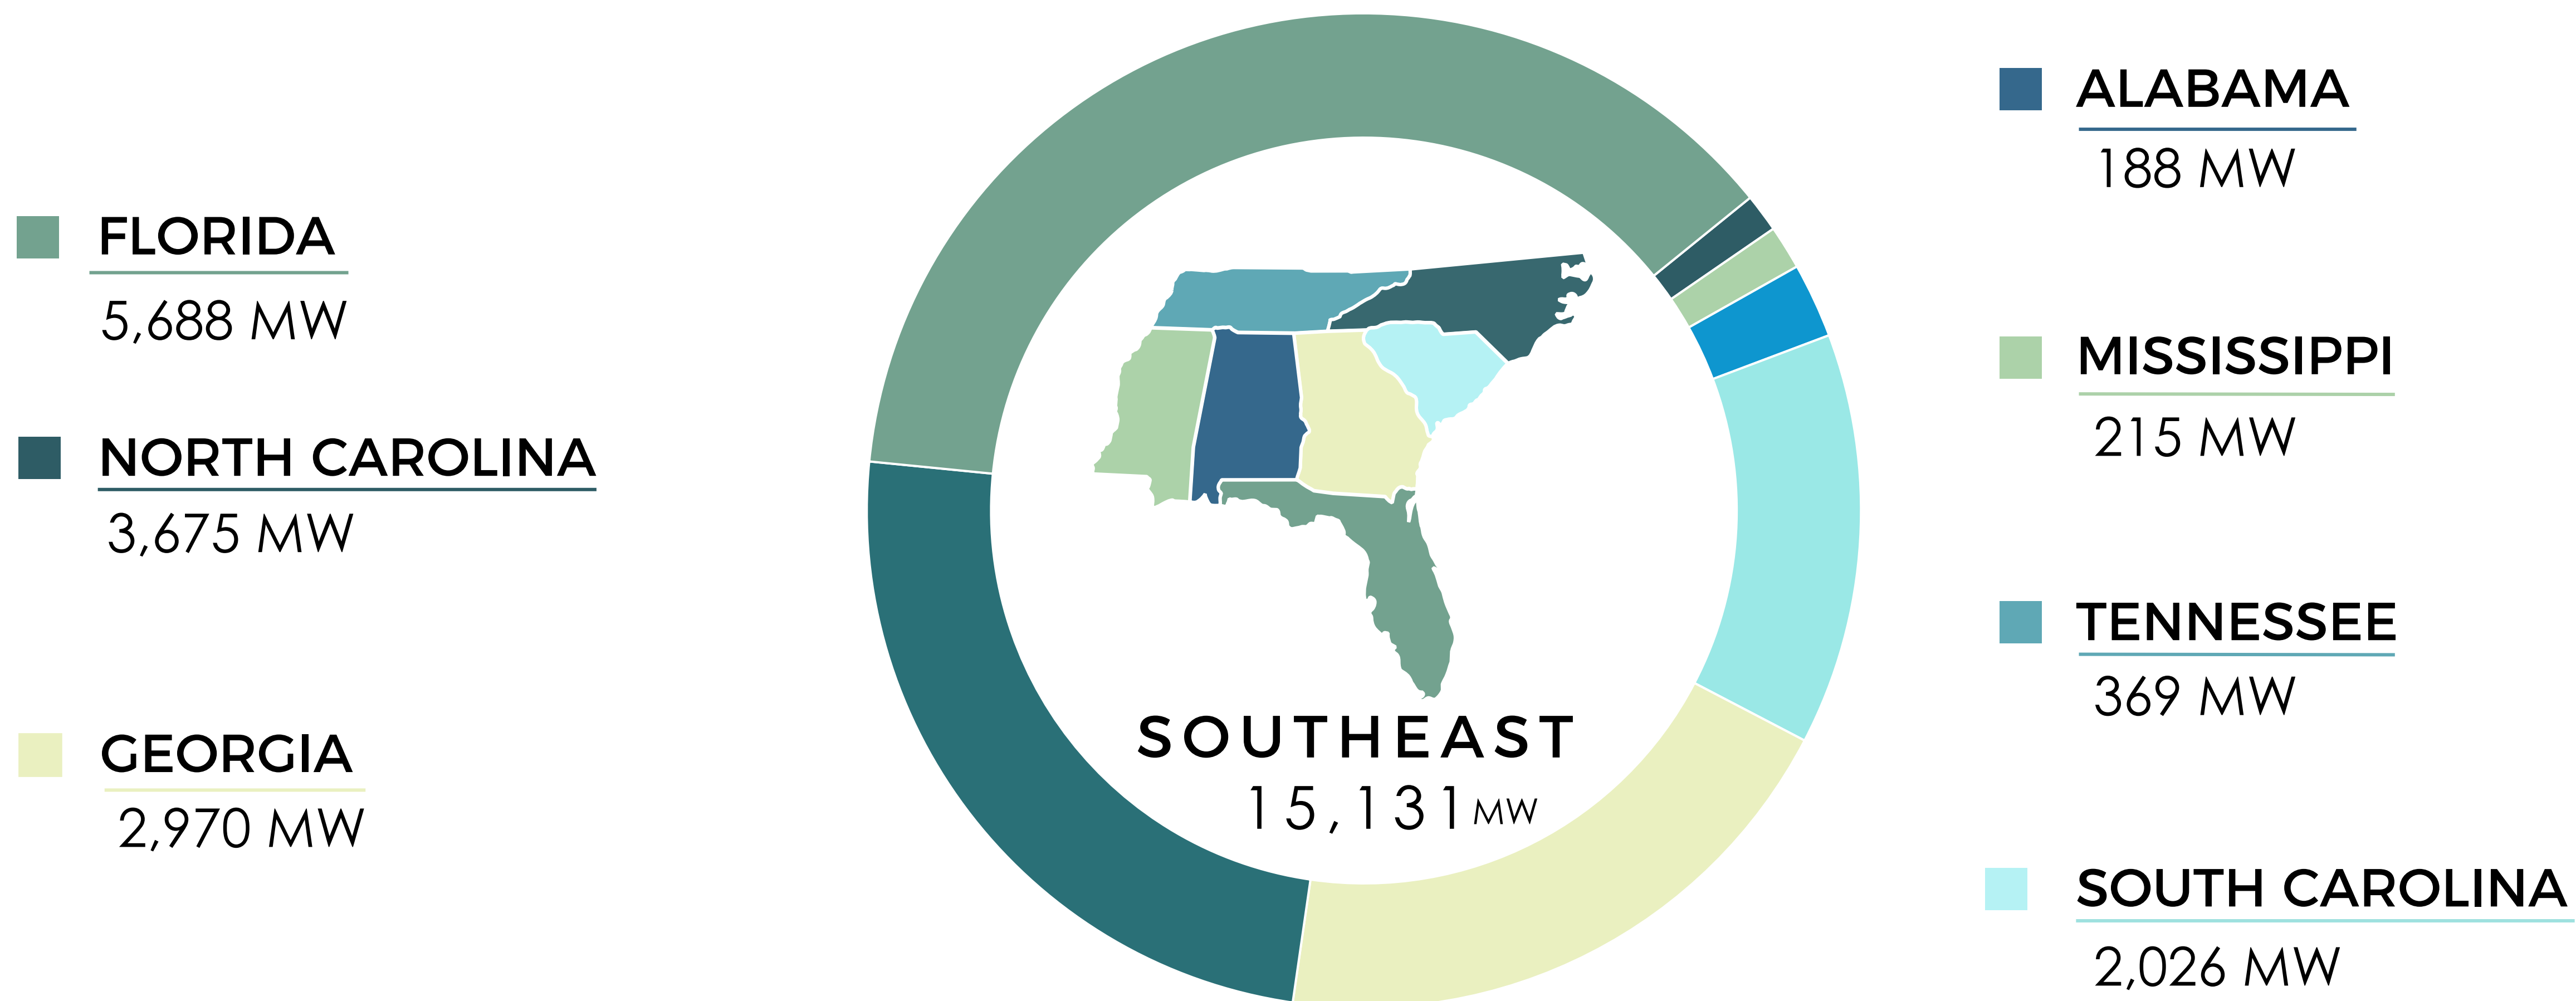 FLORIDA
5,688 MW
NORTH CAROLINA
3,675 MW
GEORGIA
2,970 MW
SOUTHEAST
15,131 MW
ALABAMA
188 MW
MISSISSIPPI
215 MW
TENNESSEE
369 MW
SOUTH CAROLINA
2,026 MW